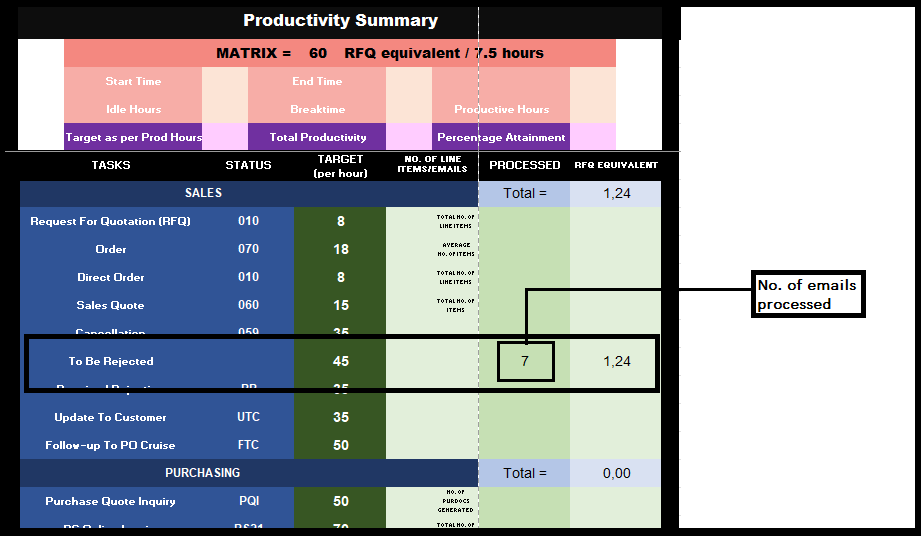 Productivity Summary
MATRIX = 60 RFQ equivalent / 7.5 hours
Start Time End Time
Idle Hours Breaktime Productive Hours
Target as per Prod Hours Total Productivity Percentage Attainment
TASKS STATUS TARGET (per hour) NO. OF LINE ITEMS/EMAILS PROCESSED RFQ EQUIVALENT
SALES Total = 1,24
Request For Quotation (RFQ) 010 8 TOTAL NO. OF LINE ITEMS
Order 070 18 AVERAGE NO. OF ITEMS
Direct Order 010 8 TOTAL NO. OF LINE ITEMS
Sales Quote 060 15 TOTAL NO. OF ITEMS
No. of emails
processed
Cancellation 059 35
To Be Rejected 45 7 1,24
35
Update To Customer UTC 35
Follow-up To PO Cruise FTC 50
PURCHASING Total = 0,00
Purchase Quote Inquiry PQI 50 NO. OF PURDOCS GENERATED
70 TOTAL NO. OF